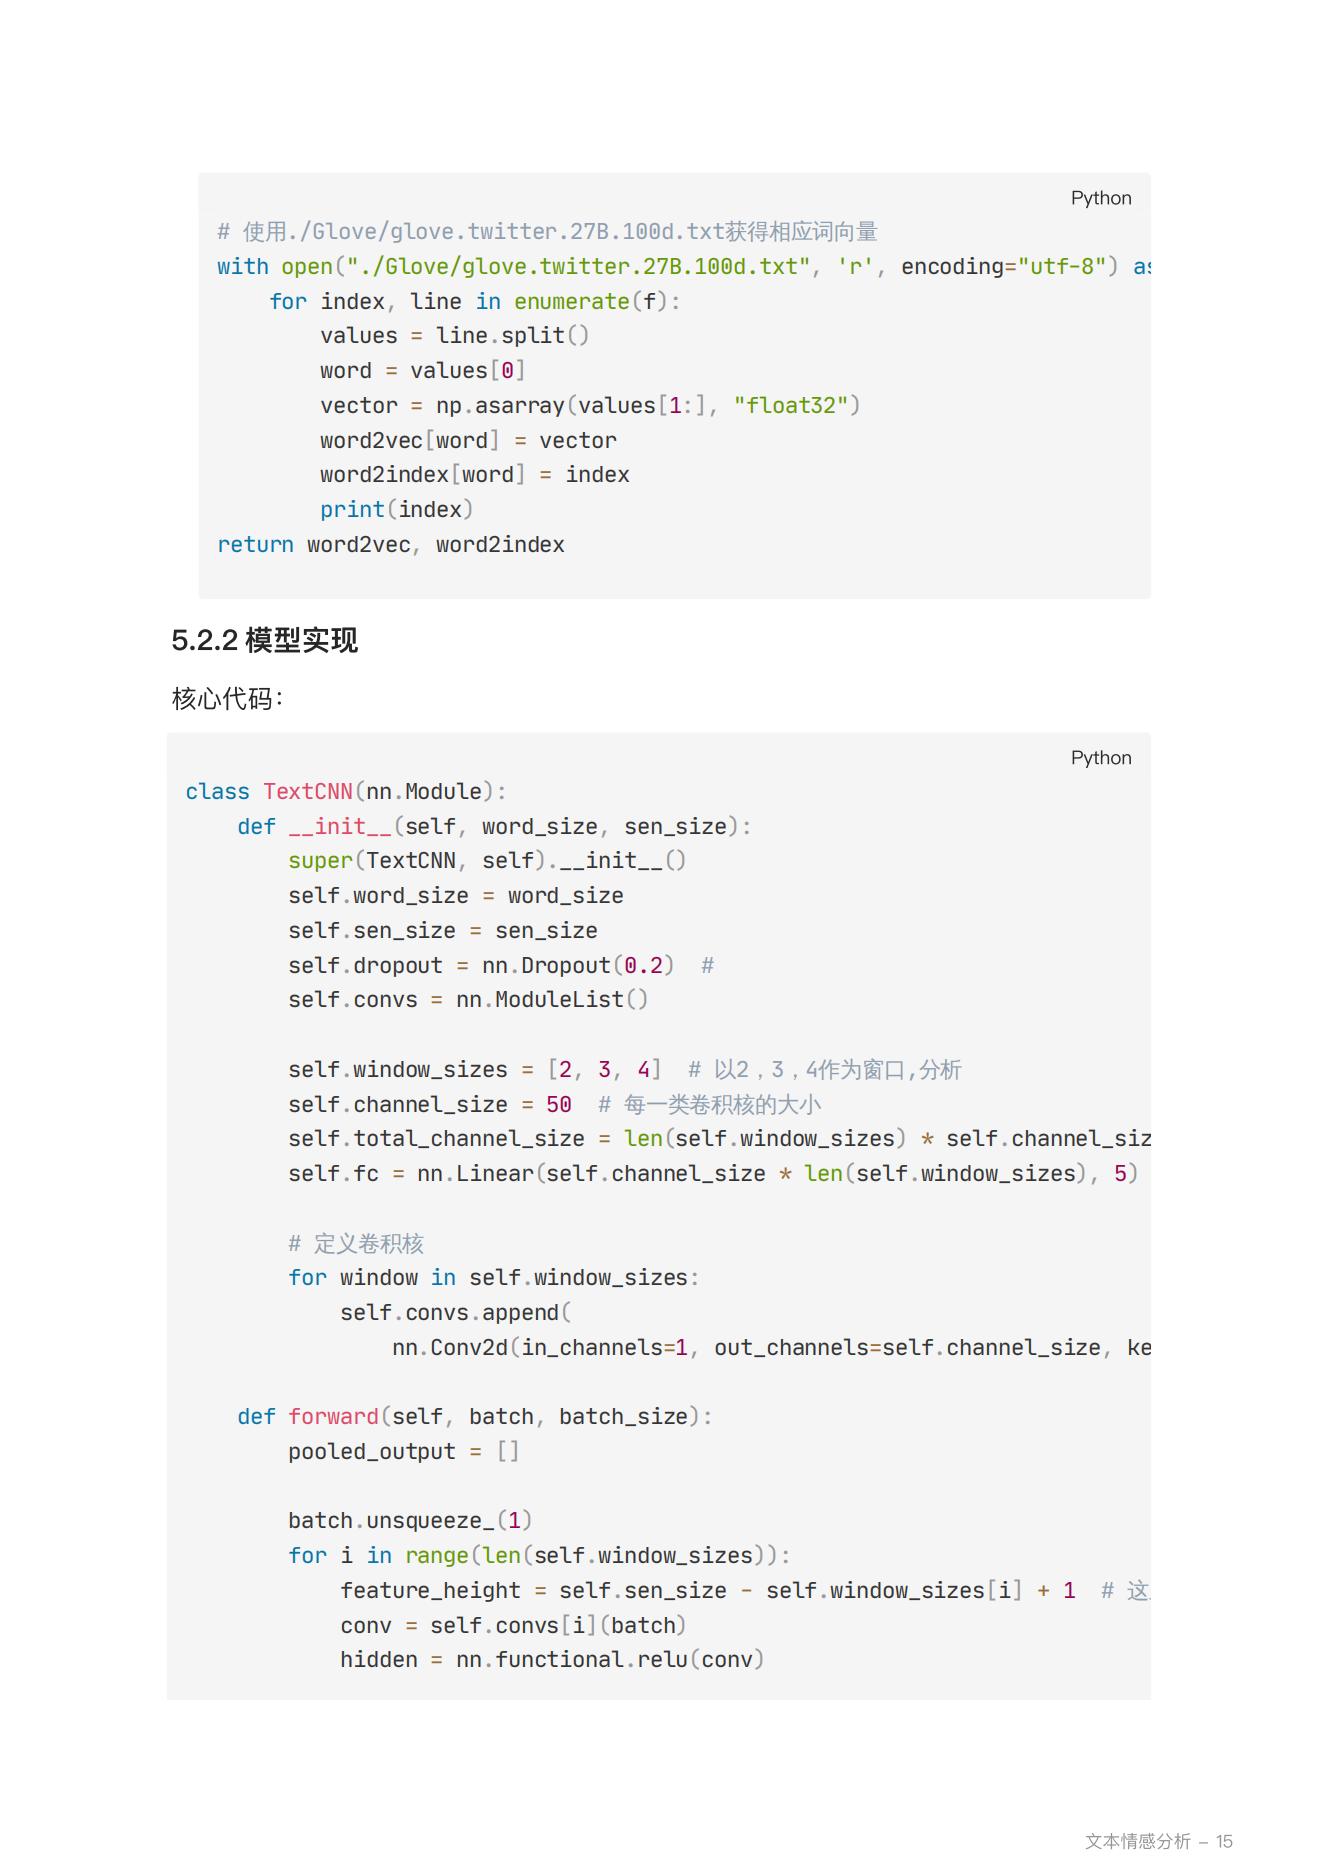 Python
# 使用./Glove/glove.twitter.27B.100d.txt获得相应词向量
with open("./Glove/glove.twitter.27B.100d.txt", 'r', encoding="utf-8") as
    for index, line in enumerate(f):
        values = line.split()
        word = values[0]
        vector = np.asarray(values[1:], "float32")
        word2vec[word] = vector
        word2index[word] = index
        print(index)
return word2vec, word2index
5.2.2 模型实现
核心代码：
Python
class TextCNN(nn.Module):
    def __init__(self, word_size, sen_size):
        super(TextCNN, self).__init__()
        self.word_size = word_size
        self.sen_size = sen_size
        self.dropout = nn.Dropout(0.2)  #
        self.convs = nn.ModuleList()
        self.window_sizes = [2, 3, 4]  # 以2，3，4作为窗口,分析
        self.channel_size = 50  # 每一类卷积核的大小
        self.total_channel_size = len(self.window_sizes) * self.channel_siz
        self.fc = nn.Linear(self.channel_size * len(self.window_sizes), 5)
        # 定义卷积核
        for window in self.window_sizes:
            self.convs.append(
                nn.Conv2d(in_channels=1, out_channels=self.channel_size, ke
    def forward(self, batch, batch_size):
        pooled_output = []
        batch.unsqueeze_(1)
        for i in range(len(self.window_sizes)):
            feature_height = self.sen_size - self.window_sizes[i] + 1  # 这
            conv = self.convs[i](batch)
            hidden = nn.functional.relu(conv)
文本情感分析 – 15